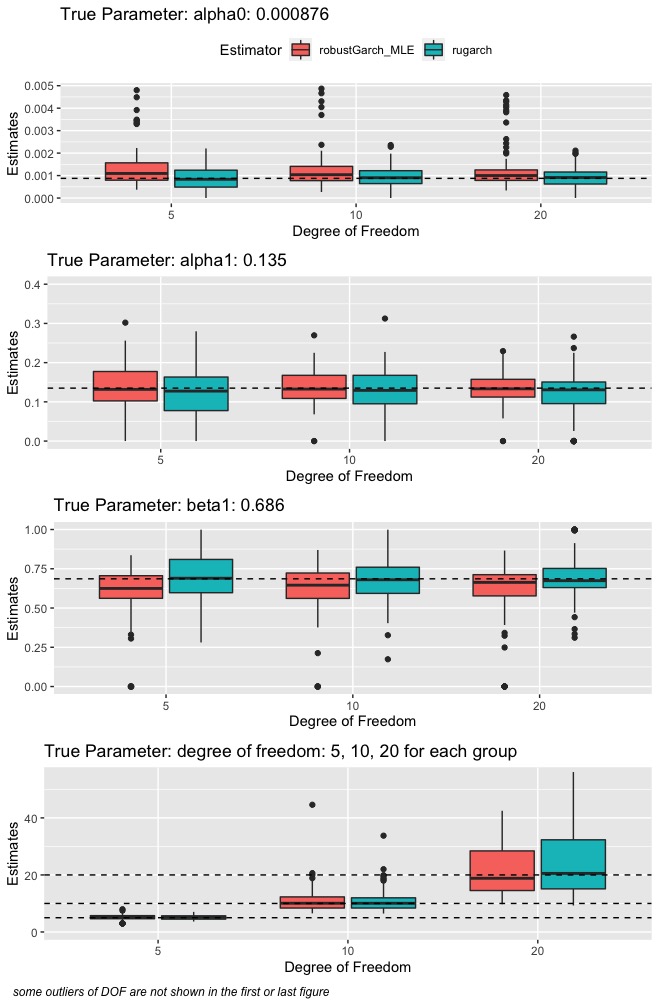 True Parameter: alpha0: 0.000876
Estimator robustGarch_MLE rugarch
0.005
0.004
0.003
0.002
0.001
0.000
Estimates
5 10 20
Degree of Freedom
True Parameter: alpha1: 0.135
0.4
0.3
0.2
0.1
0.0
Estimates
5 10 20
Degree of Freedom
True Parameter: beta1: 0.686
1.00
0.75
0.50
0.25
0.00
Estimates
5 10 20
Degree of Freedom
True Parameter: degree of freedom: 5, 10, 20 for each group
40
20
0
Estimates
5 10 20
Degree of Freedom
some outliers of DOF are not shown in the first or last figure